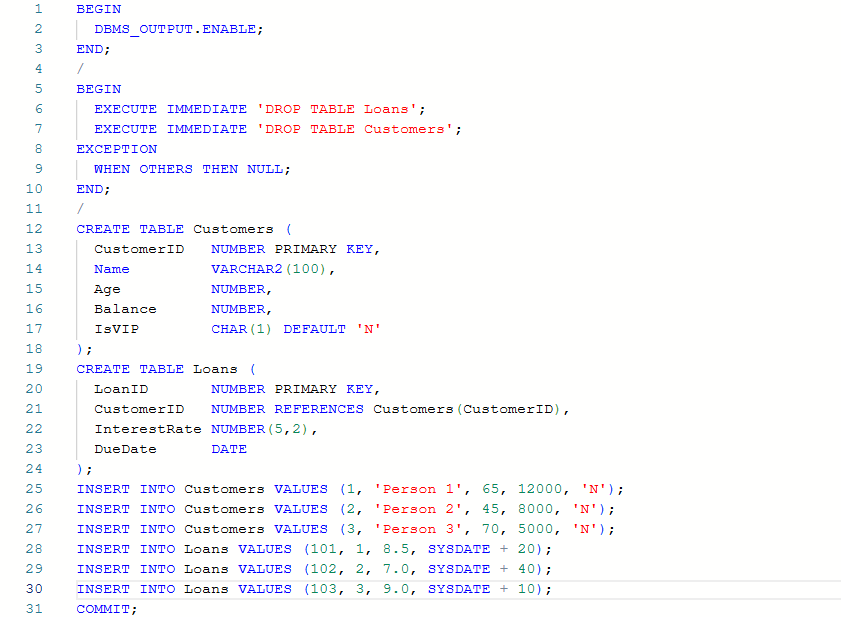 1 BEGIN
2   DBMS_OUTPUT.ENABLE;
3 END;
4 /
5 BEGIN
6   EXECUTE IMMEDIATE 'DROP TABLE Loans';
7   EXECUTE IMMEDIATE 'DROP TABLE Customers';
8 EXCEPTION
9   WHEN OTHERS THEN NULL;
10 END;
11 /
12 CREATE TABLE Customers (
13   CustomerID   NUMBER PRIMARY KEY,
14   Name         VARCHAR2(100),
15   Age          NUMBER,
16   Balance      NUMBER,
17   IsVIP        CHAR(1) DEFAULT 'N'
18 );
19 CREATE TABLE Loans (
20   LoanID       NUMBER PRIMARY KEY,
21   CustomerID   NUMBER REFERENCES Customers(CustomerID),
22   InterestRate NUMBER(5,2),
23   DueDate      DATE
24 );
25 INSERT INTO Customers VALUES (1, 'Person 1', 65, 12000, 'N');
26 INSERT INTO Customers VALUES (2, 'Person 2', 45, 8000, 'N');
27 INSERT INTO Customers VALUES (3, 'Person 3', 70, 5000, 'N');
28 INSERT INTO Loans VALUES (101, 1, 8.5, SYSDATE + 20);
29 INSERT INTO Loans VALUES (102, 2, 7.0, SYSDATE + 40);
30 INSERT INTO Loans VALUES (103, 3, 9.0, SYSDATE + 10);
31 COMMIT;